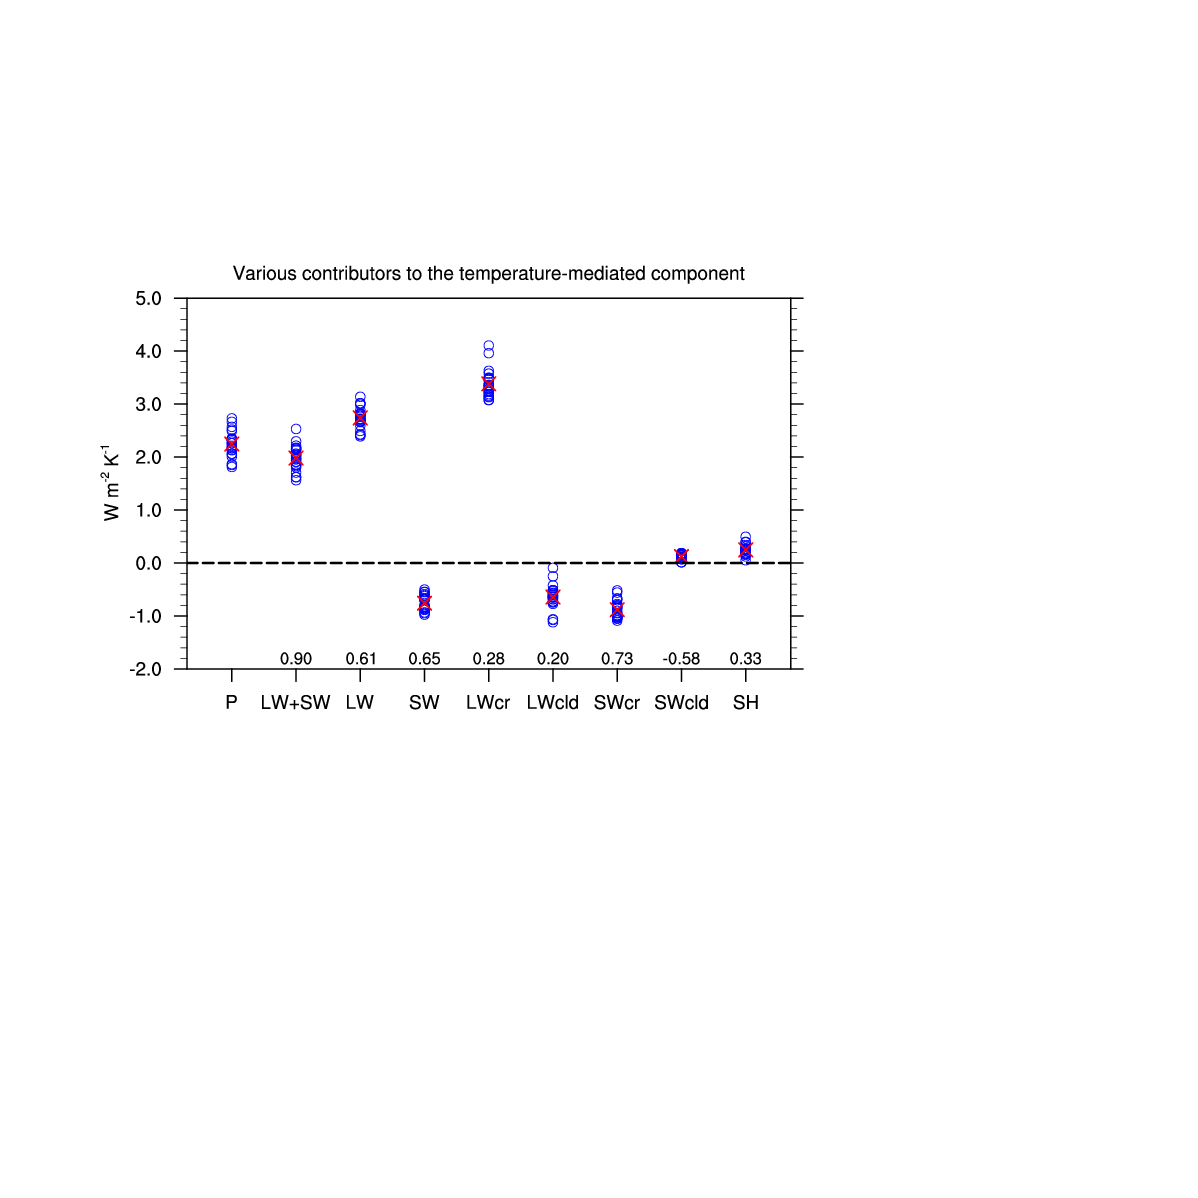 Various contributors to the temperature-mediated component
5.0
4.0
3.0
2.0
1.0
0.0
-1.0
-2.0
W m-2 K-1
0.90 0.61 0.65 0.28 0.20 0.73 -0.58 0.33
P LW+SW LW SW LWcr LWcld SWcr SWcld SH